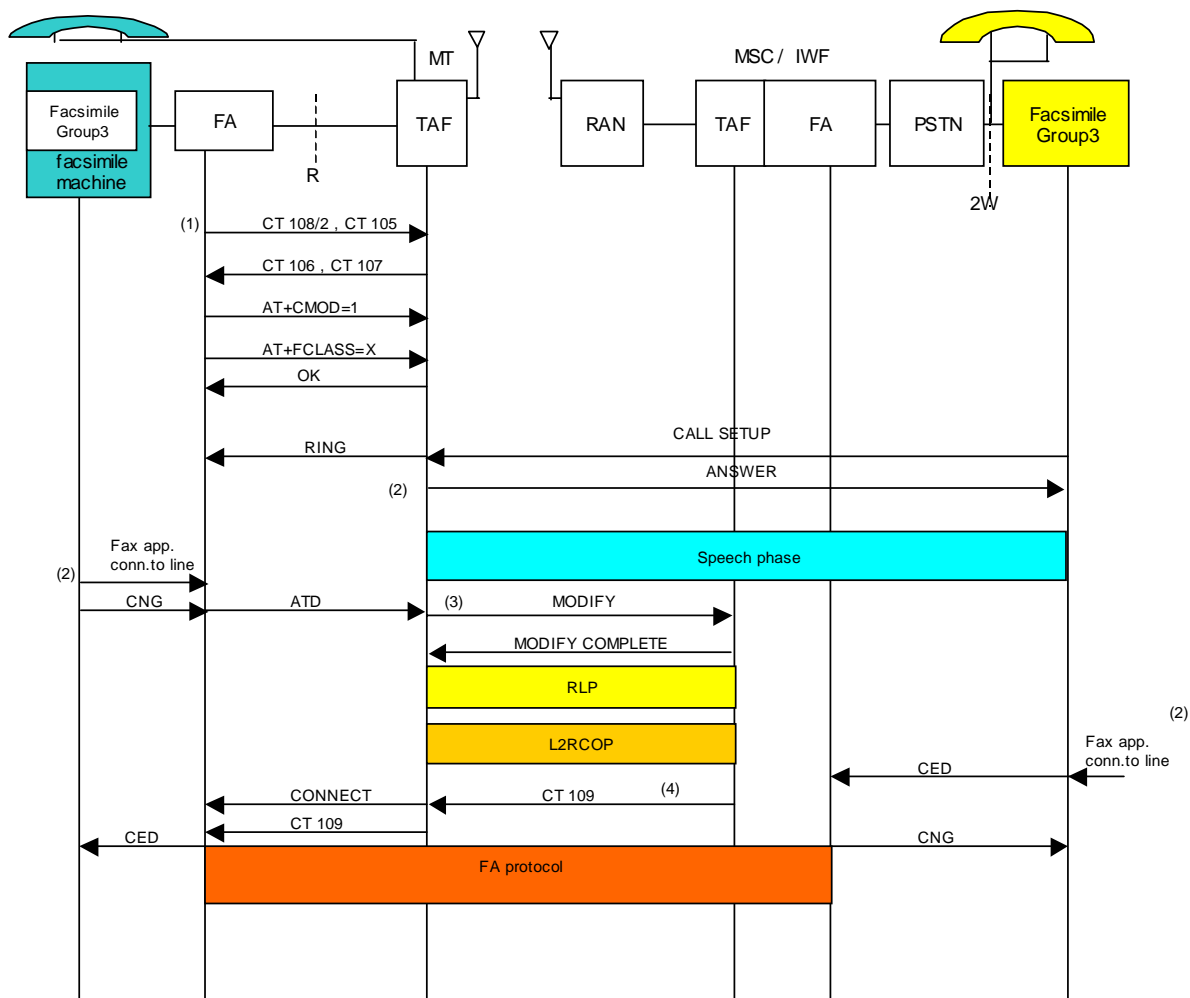 MT
MSC / IWF
Facsimile
Group3
facsimile
machine
FA
R
TAF
RAN
TAF
FA
PSTN
2W
Facsimile
Group3
(1)
CT 108/2 , CT 105
CT 106 , CT 107
AT+CMOD=1
AT+FCLASS=X
OK
CALL SETUP
RING
ANSWER
(2)
Speech phase
Fax app.
conn.to line
(2)
CNG
ATD
(3)
MODIFY
MODIFY COMPLETE
RLP
(2)
L2RCOP
Fax app.
conn.to line
CED
CONNECT
CT 109
(4)
CT 109
CED
CNG
FA protocol